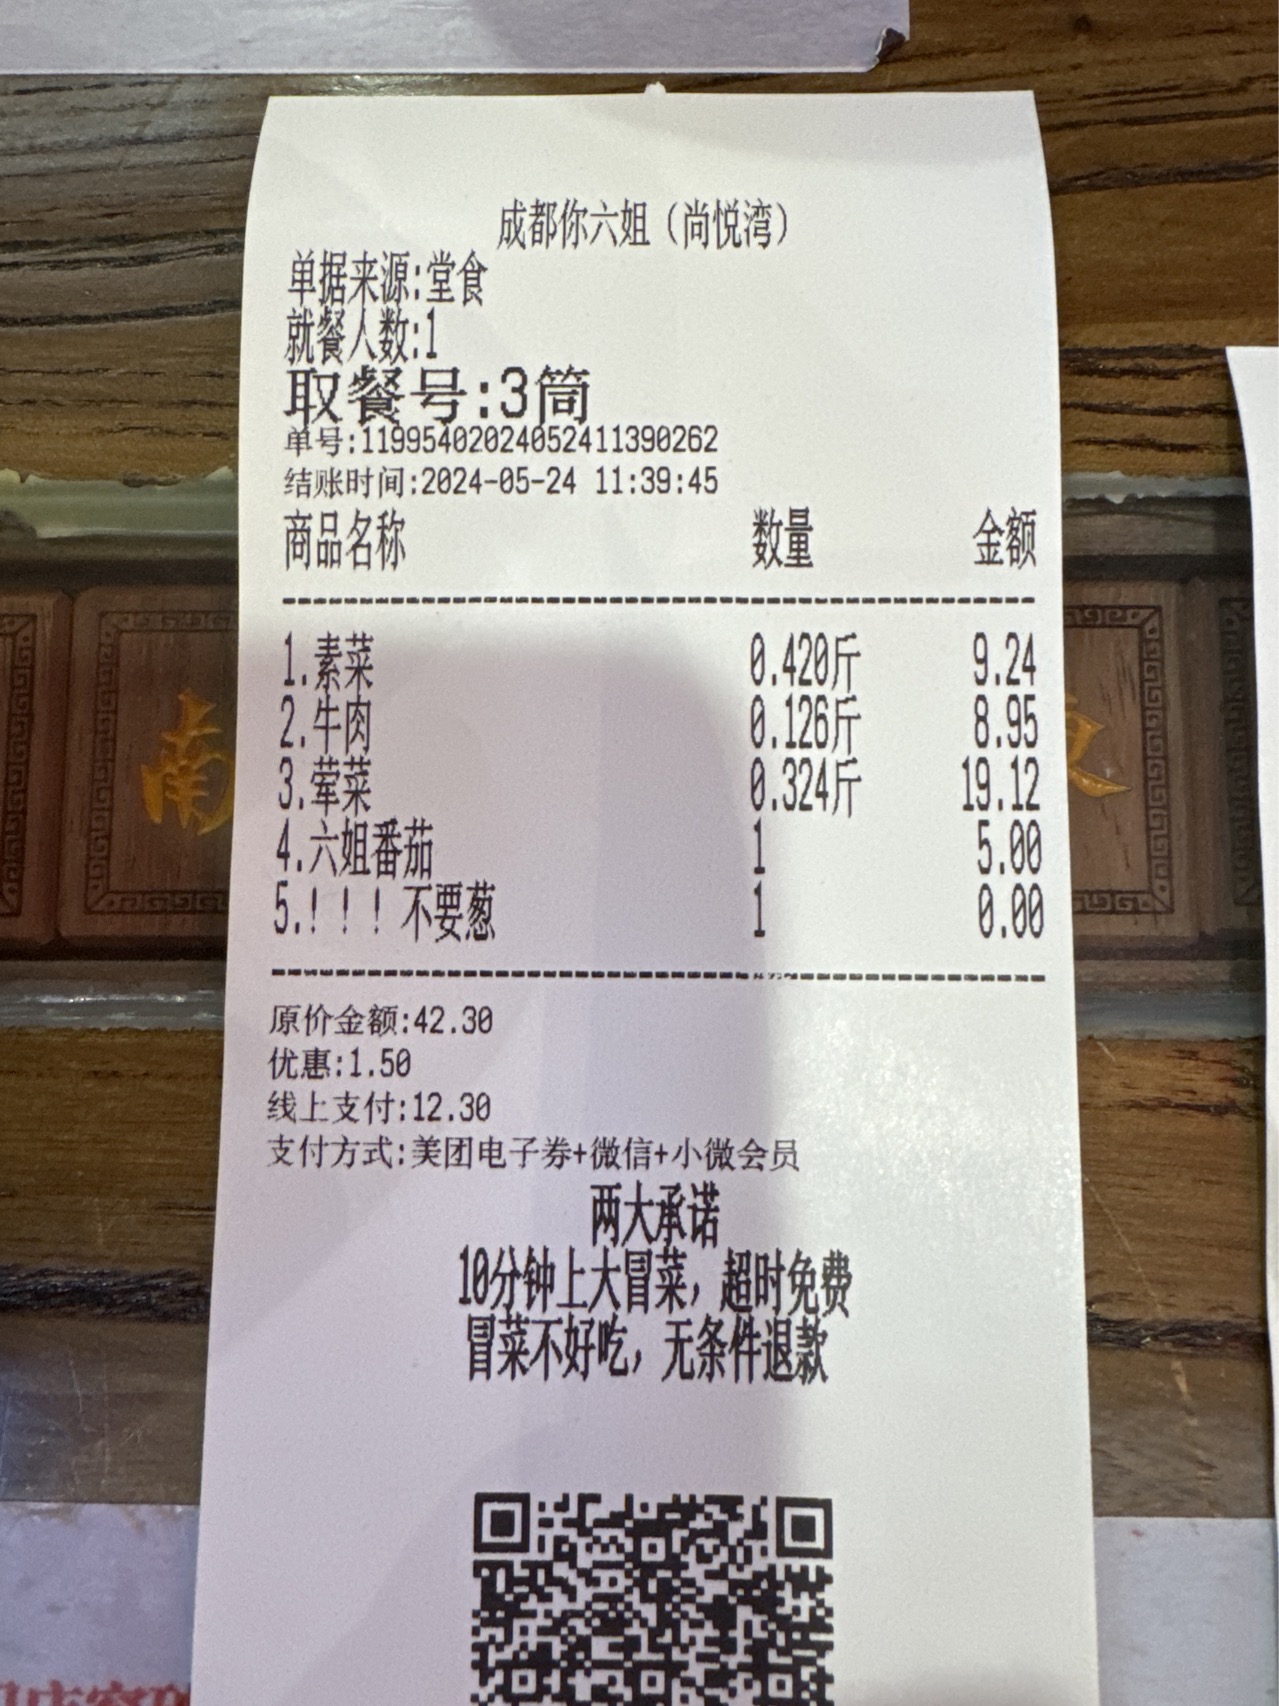 成都你六姐（尚悦湾）
单据来源:堂食
就餐人数:1
取餐号:3筒
单号:11995402024052411390262
结账时间:2024-05-24 11:39:45
商品名称 数量 金额
1.素菜 0.420斤 9.24
2.牛肉 0.126斤 8.95
3.荤菜 0.324斤 19.12
4.六姐番茄 1 5.00
5.！！！不要葱 1 0.00
原价金额:42.30
优惠:1.50
线上支付:12.30
支付方式:美团电子券+微信+小微会员
两大承诺
10分钟上大冒菜，超时免费
冒菜不好吃，无条件退款
南